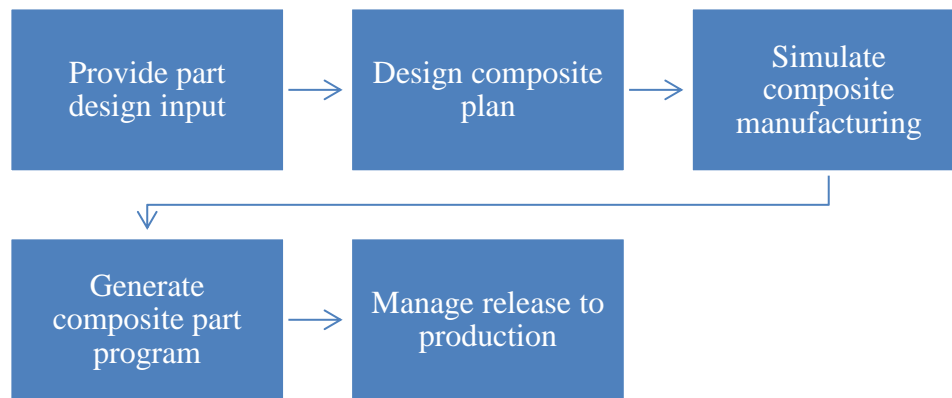 Provide part
design input
Design composite
plan
Simulate
composite
manufacturing
Generate
composite part
program
Manage release to
production